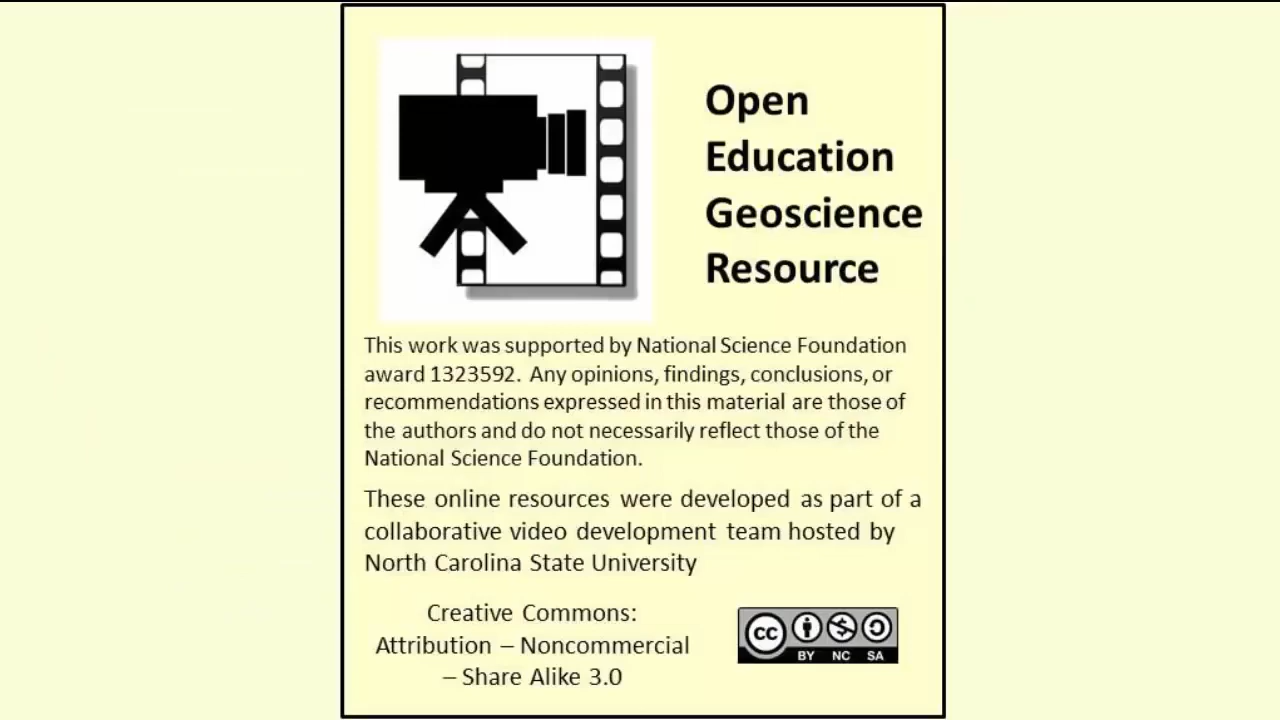 Open
Education
Geoscience
Resource
This work was supported by National Science Foundation
award 1323592. Any opinions, findings, conclusions, or
recommendations expressed in this material are those of
the authors and do not necessarily reflect those of the
National Science Foundation.
These online resources were developed as part of a
collaborative video development team hosted by
North Carolina State University
Creative Commons:
Attribution – Noncommercial
– Share Alike 3.0
cc
BY NC SA